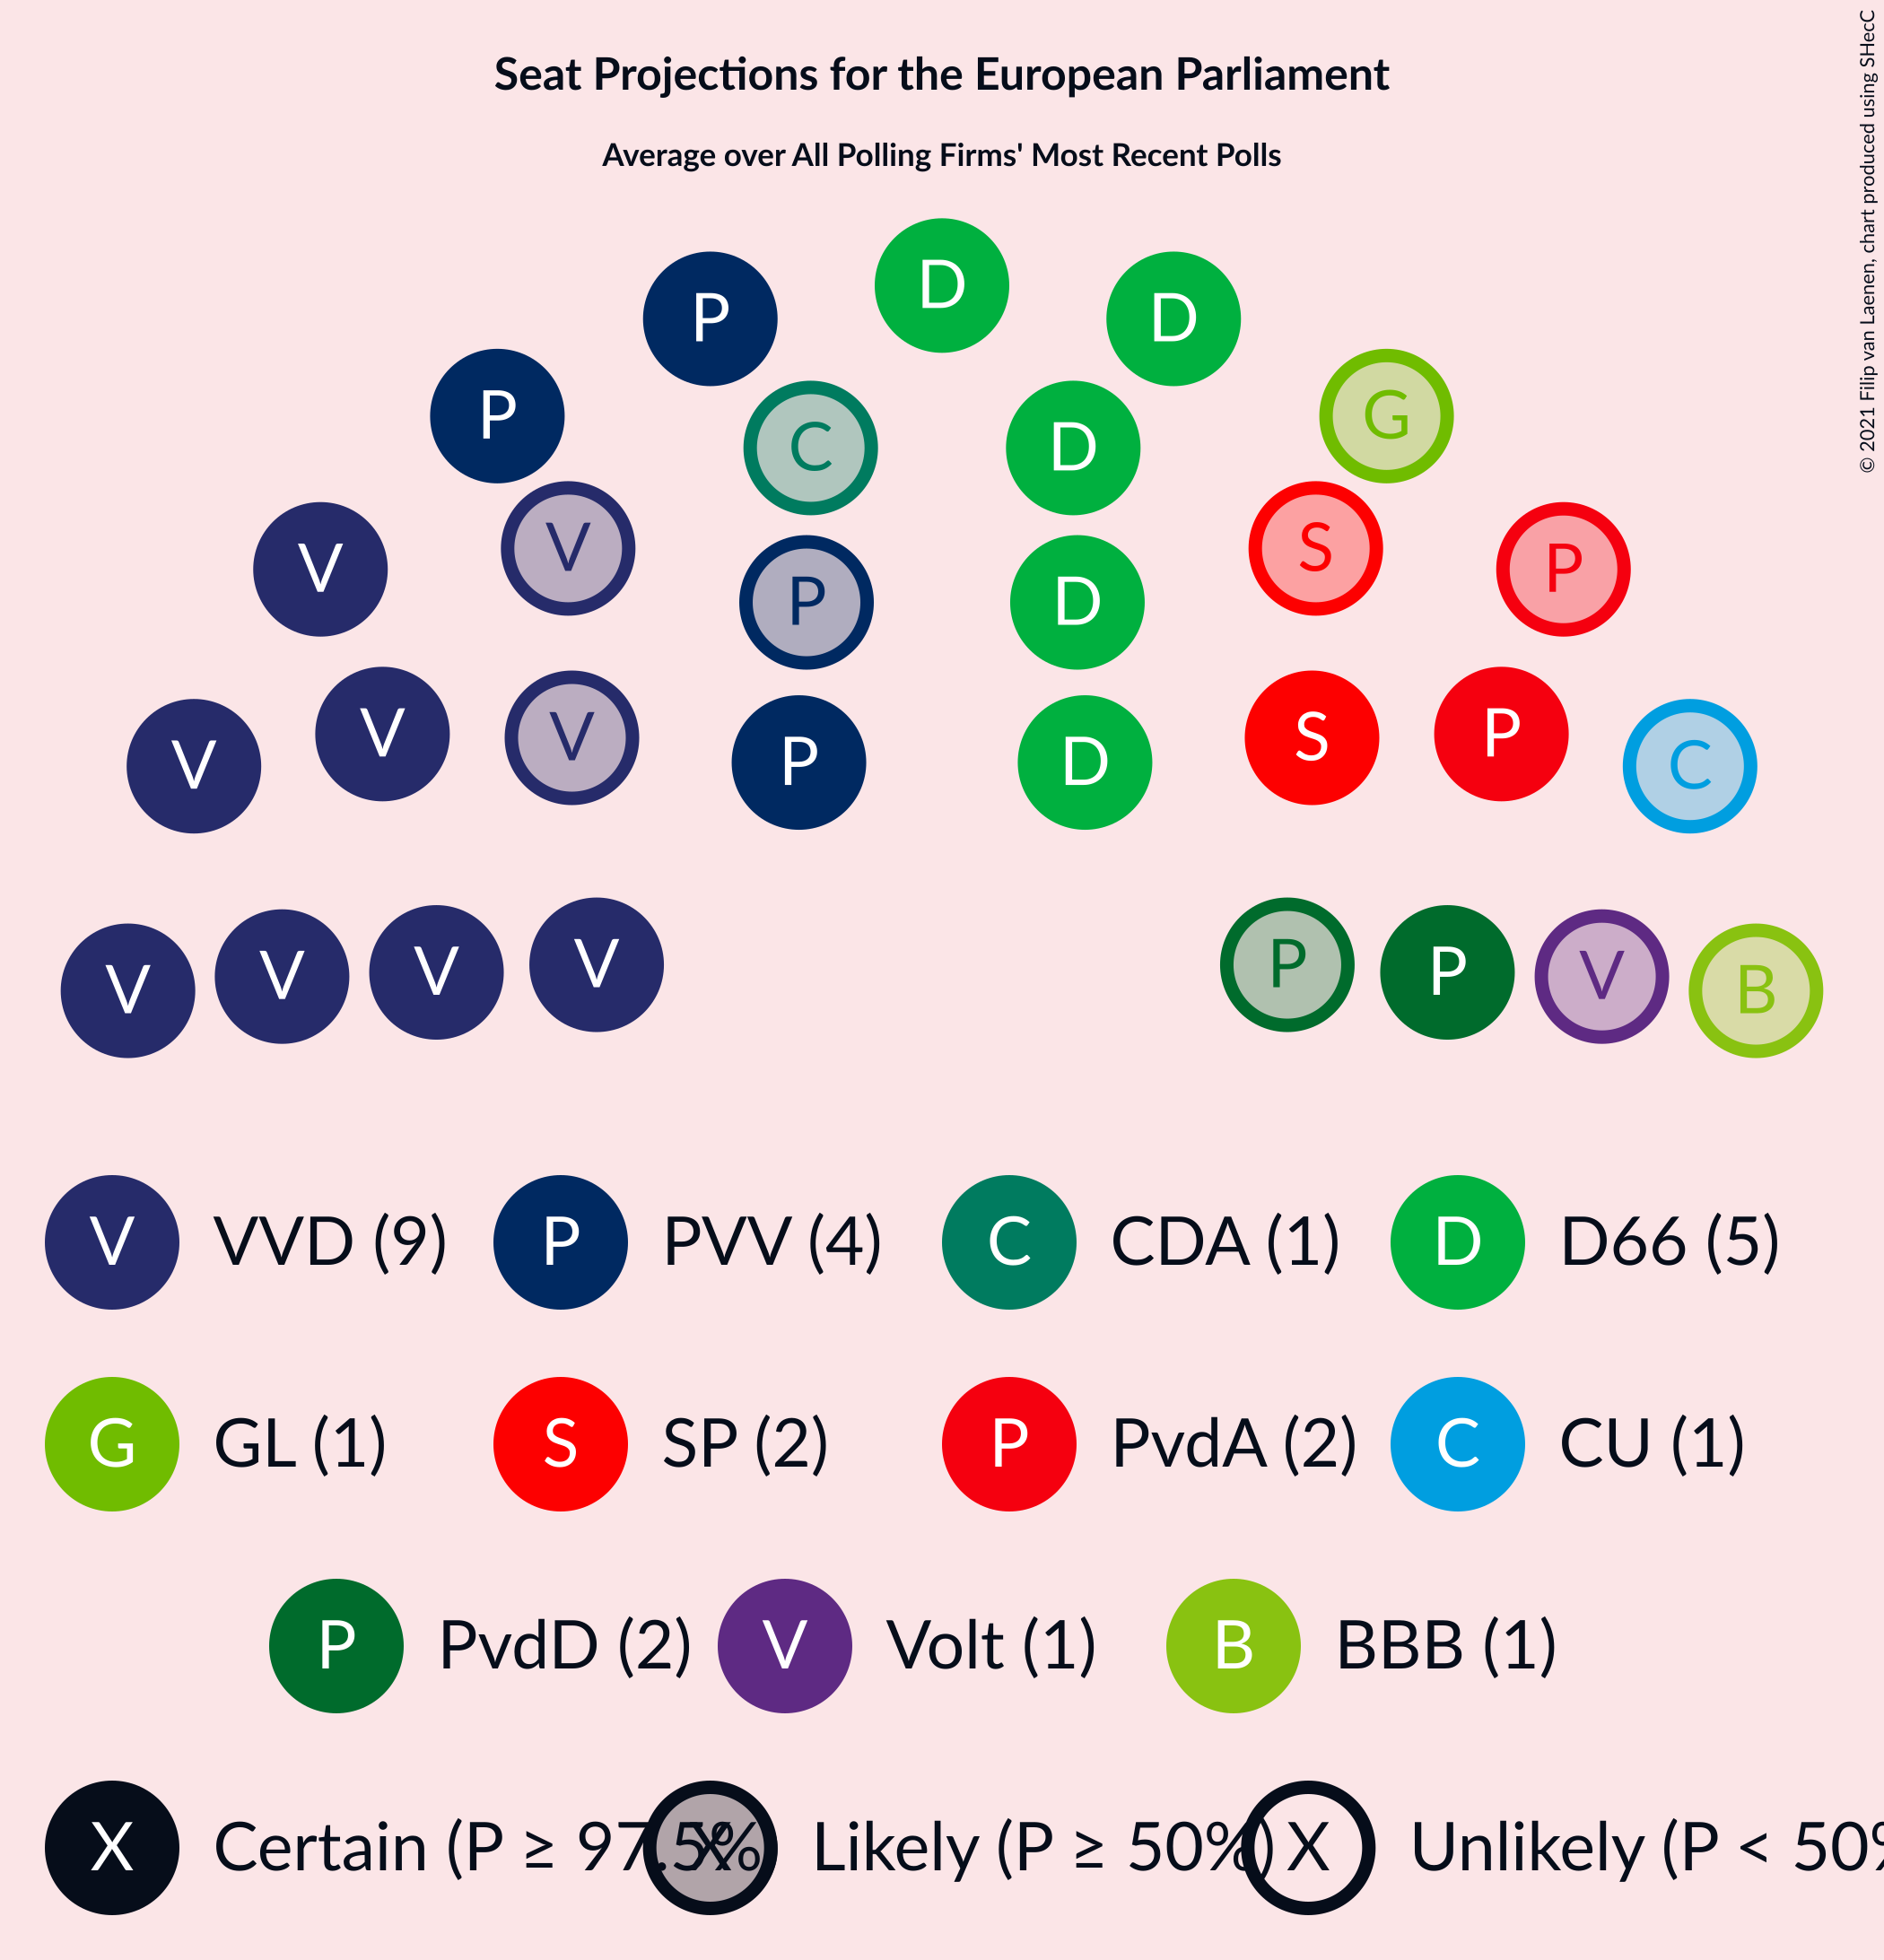 Seat Projections for the European Parliament
Average over All Polling Firms' Most Recent Polls
© 2021 Filip van Laenen, chart produced using SHecC
D
P D
P G
C D
V V S P
P D
V V V P D S P C
V V V V P P V B
V VVD (9) P PVV (4) C CDA (1) D D66 (5)
G GL (1) S SP (2) P PvdA (2) C CU (1)
P PvdD (2) V Volt (1) B BBB (1)
X Certain (P ≥ 97.5% X Likely (P ≥ 50%) X Unlikely (P < 50%